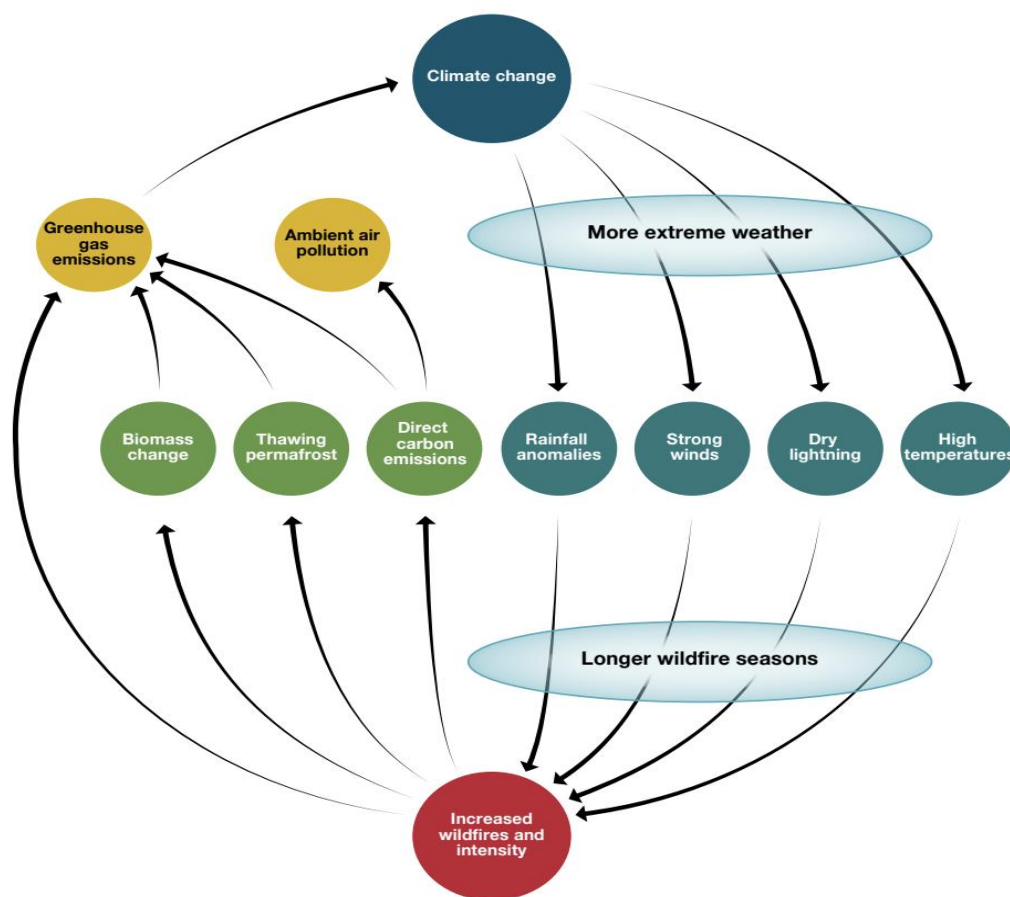 Climate change
Greenhouse
gas
emissions
Ambient air
pollution
More extreme weather
Biomass
change
Thawing
permafrost
Direct
carbon
emissions
Rainfall
anomalies
Strong
winds
Dry
lightning
High
temperatures
Longer wildfire seasons
Increased
wildfires and
intensity